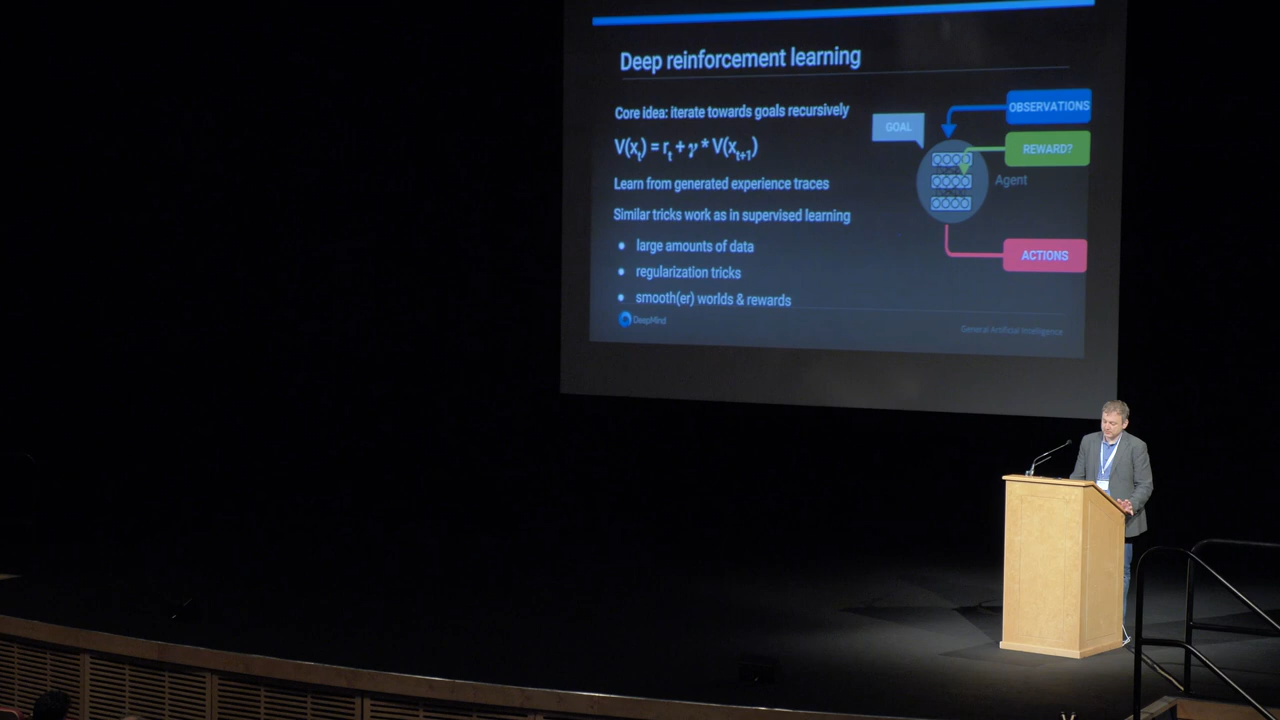 Deep reinforcement learning
Core idea: iterate towards goals recursively
V(xₜ) = rₜ + γ * V(xₜ₊₁)
Learn from generated experience traces
Similar tricks work as in supervised learning
• large amounts of data
• regularization tricks
• smooth(er) worlds & rewards
DeepMind
OBSERVATIONS
GOAL
REWARD?
Agent
ACTIONS
General Artificial Intelligence